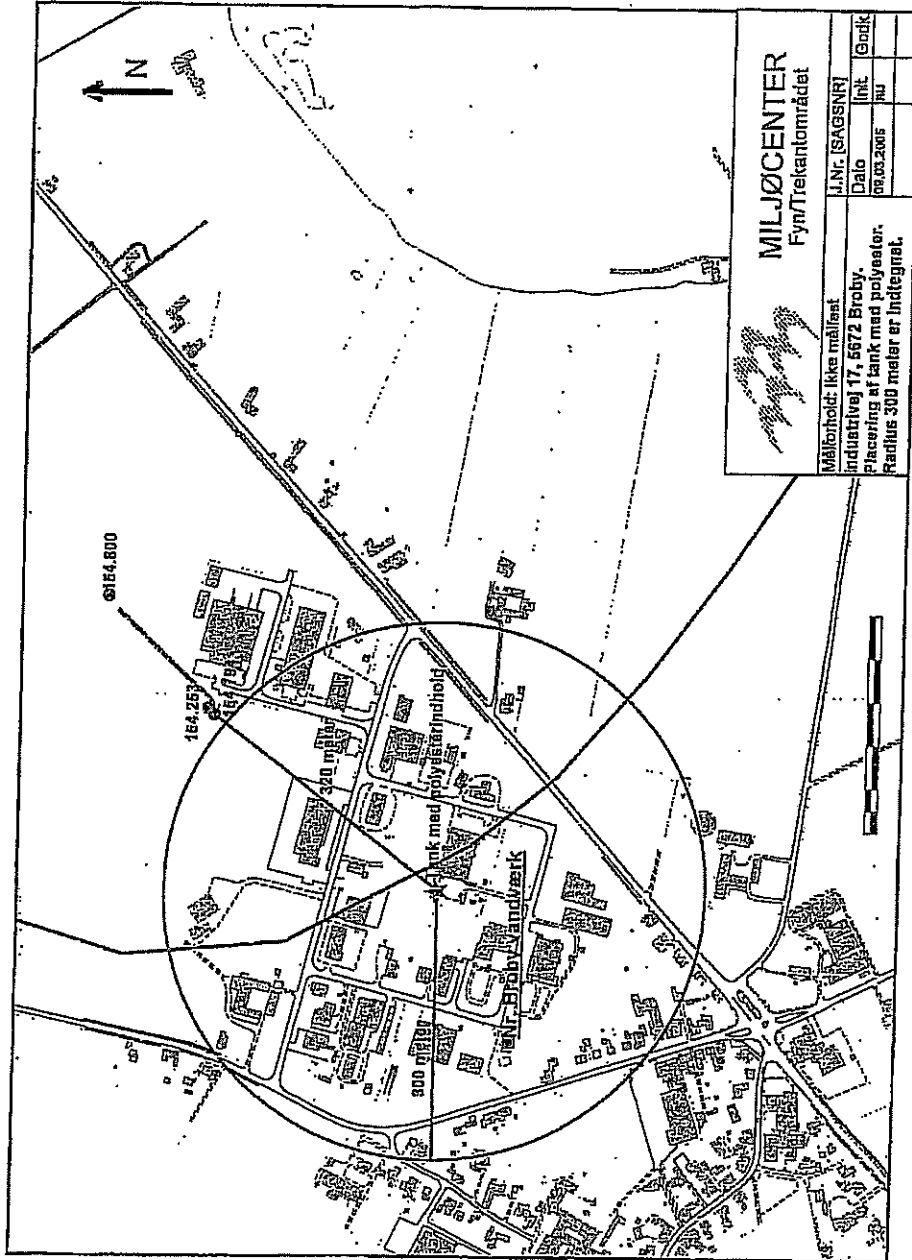 N
164.800
164.253
320 meter
Tank med polyesterindhold
Nr. Broby Vandværk
300 meter
MILJØCENTER
Fyn/Trekantområdet
Målforhold: Ikke målfast
Industrivej 17, 5672 Broby.
Placering af tank med polyester.
Radius 300 meter er indtegnet.
J.Nr. [SAGSNR]
Dato
Init.
Godk.
09.03.2005